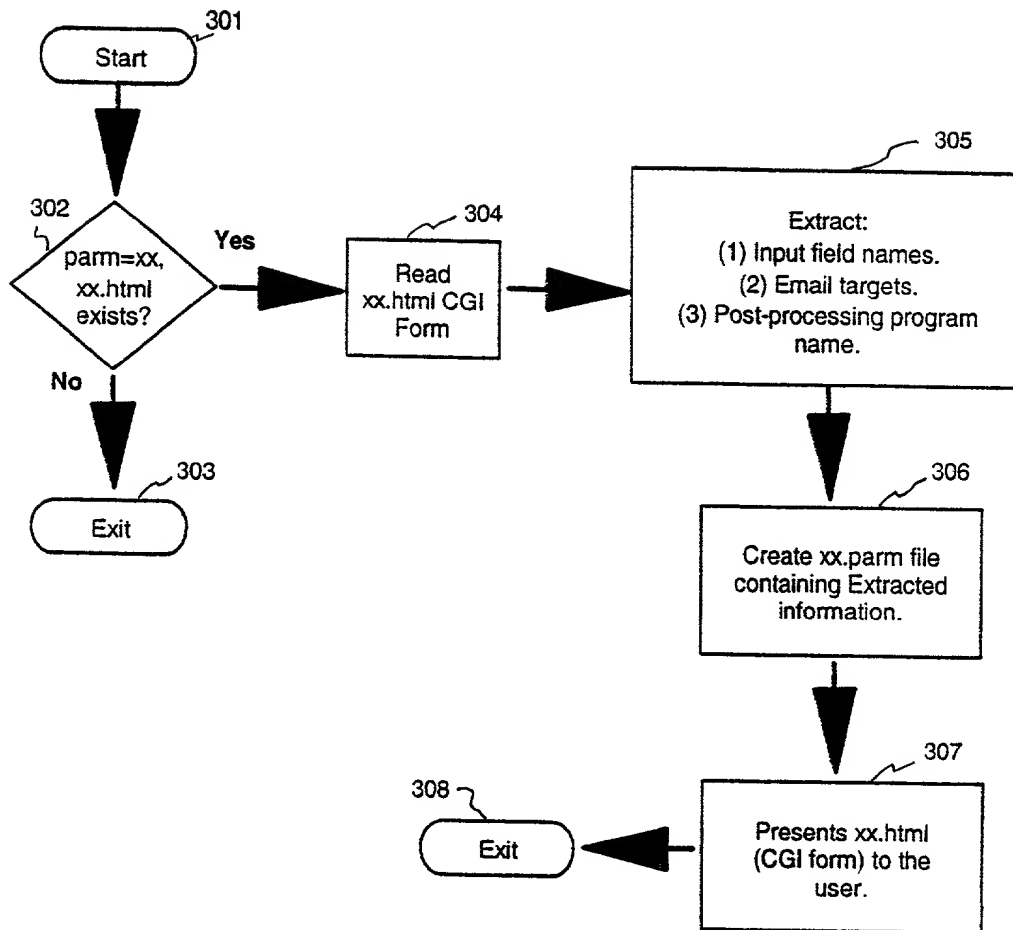 301
Start
302
parm=xx,
xx.html
exists?
Yes
No
303
Exit
304
Read
xx.html CGI
Form
305
Extract:
(1) Input field names.
(2) Email targets.
(3) Post-processing program
name.
306
Create xx.parm file
containing Extracted
information.
307
Presents xx.html
(CGI form) to the
user.
308
Exit